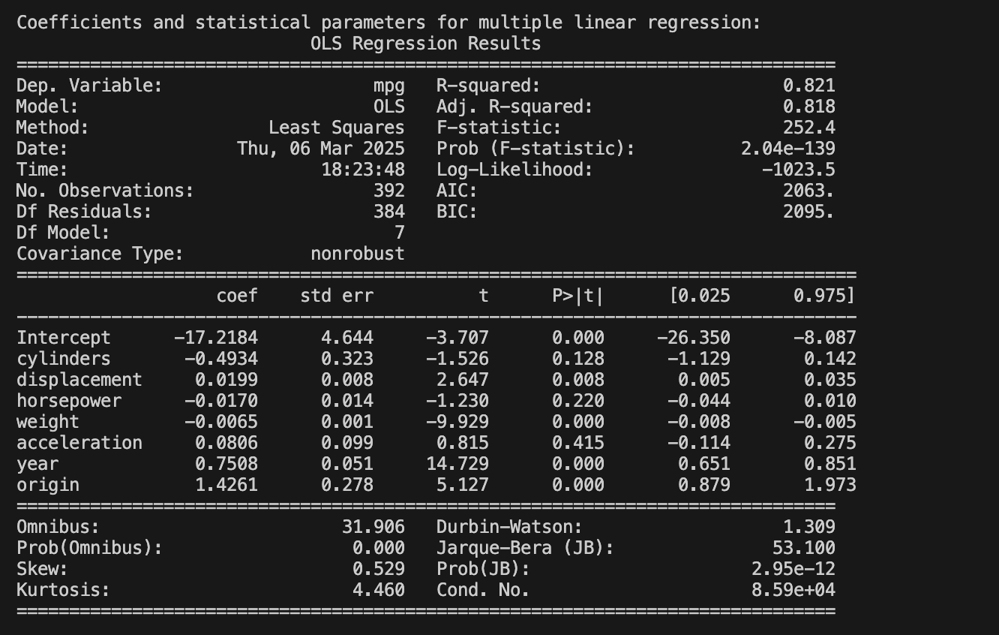 Coefficients and statistical parameters for multiple linear regression:
                            OLS Regression Results
==============================================================================
Dep. Variable:                    mpg   R-squared:                       0.821
Model:                            OLS   Adj. R-squared:                  0.818
Method:                 Least Squares   F-statistic:                     252.4
Date:                Thu, 06 Mar 2025   Prob (F-statistic):          2.04e-139
Time:                        18:23:48   Log-Likelihood:                -1023.5
No. Observations:                 392   AIC:                             2063.
Df Residuals:                     384   BIC:                             2095.
Df Model:                           7
Covariance Type:            nonrobust
================================================================================
                   coef    std err          t      P>|t|      [0.025      0.975]
--------------------------------------------------------------------------------
Intercept      -17.2184      4.644     -3.707      0.000     -26.350      -8.087
cylinders       -0.4934      0.323     -1.526      0.128      -1.129       0.142
displacement     0.0199      0.008      2.647      0.008       0.005       0.035
horsepower      -0.0170      0.014     -1.230      0.220      -0.044       0.010
weight          -0.0065      0.001     -9.929      0.000      -0.008      -0.005
acceleration     0.0806      0.099      0.815      0.415      -0.114       0.275
year             0.7508      0.051     14.729      0.000       0.651       0.851
origin           1.4261      0.278      5.127      0.000       0.879       1.973
==============================================================================
Omnibus:                       31.906   Durbin-Watson:                   1.309
Prob(Omnibus):                  0.000   Jarque-Bera (JB):               53.100
Skew:                           0.529   Prob(JB):                     2.95e-12
Kurtosis:                       4.460   Cond. No.                     8.59e+04
==============================================================================